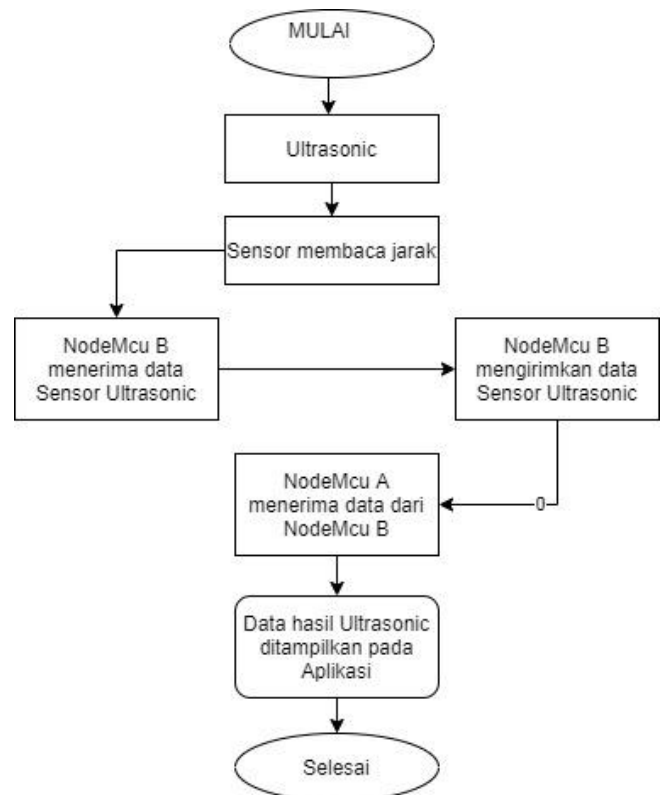 MULAI
Ultrasonic
Sensor membaca jarak
NodeMcu B
menerima data
Sensor Ultrasonic
NodeMcu B
mengirimkan data
Sensor Ultrasonic
0
NodeMcu A
menerima data dari
NodeMcu B
Data hasil Ultrasonic
ditampilkan pada
Aplikasi
Selesai